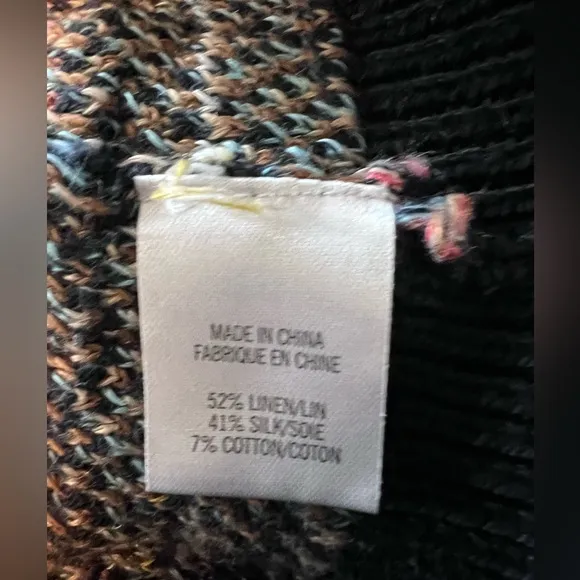 MADE IN CHINA
FABRIQUE EN CHINE
52% LINEN/LIN
41% SILK/SOIE
7% COTTON/COTON